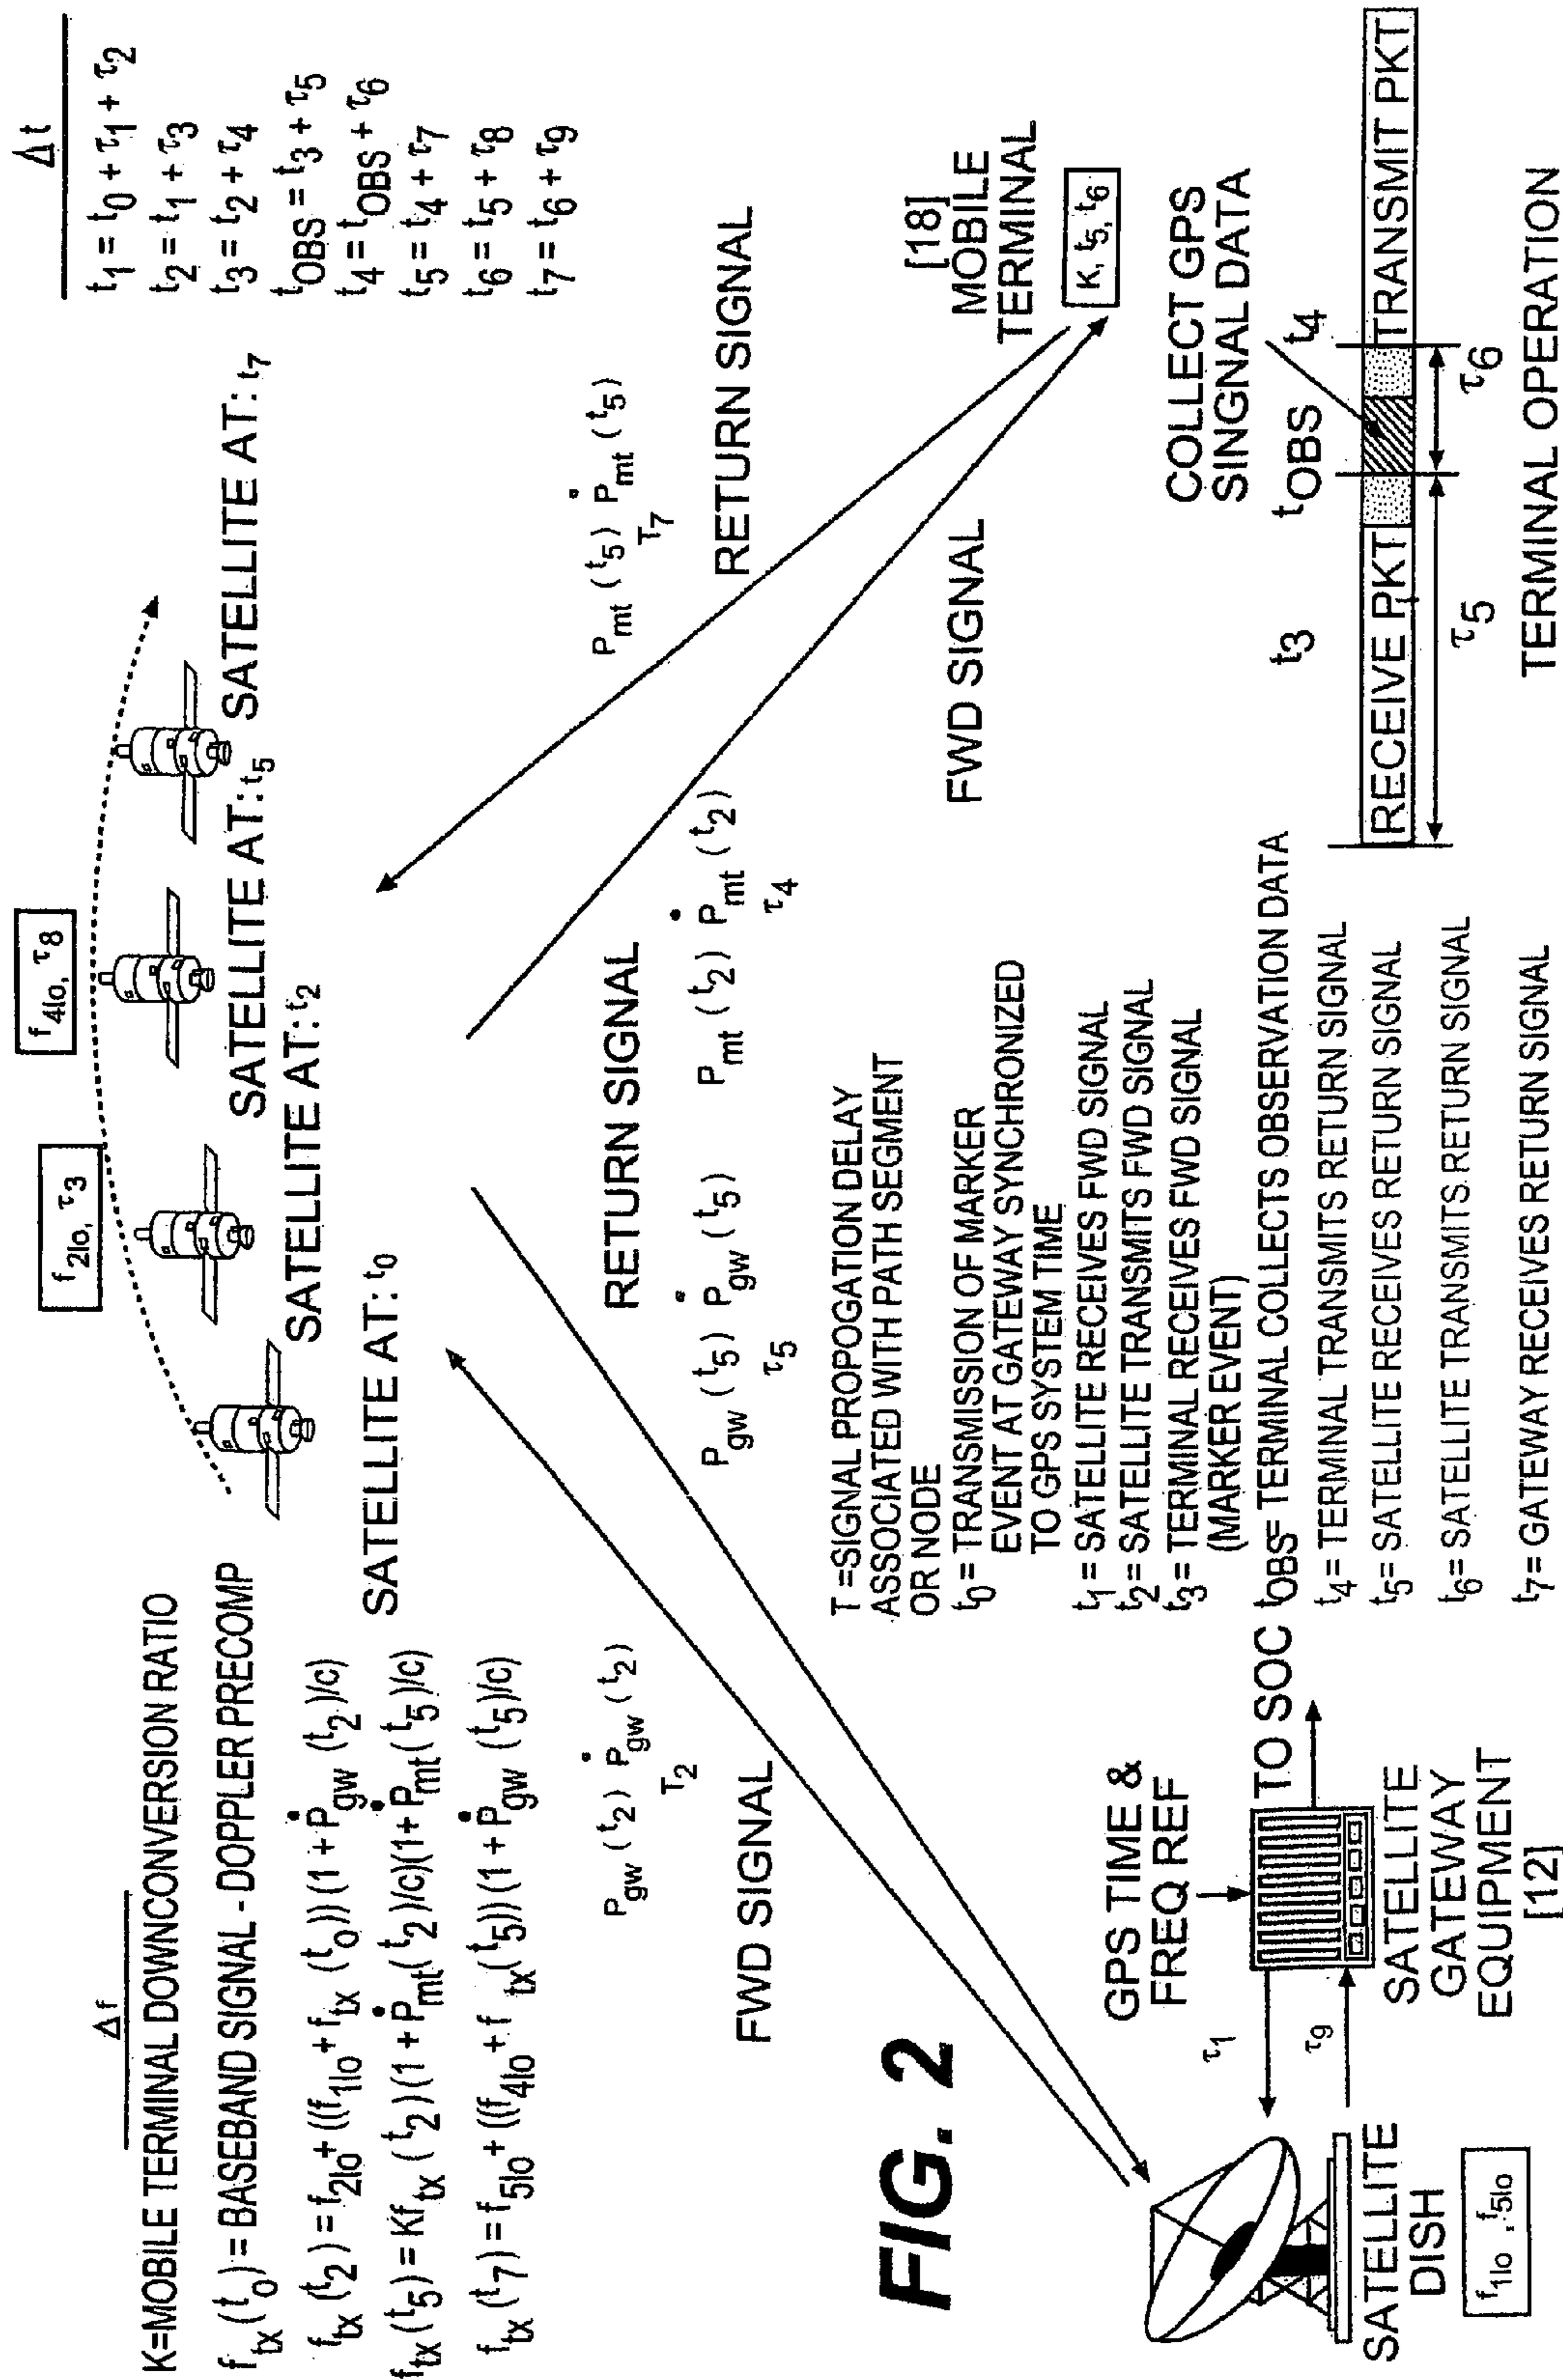 Δf
K=MOBILE TERMINAL DOWNCONVERSION RATIO
f_tx(t_o) = BASEBAND SIGNAL - DOPPLER PRECOMP
f_tx(t_2) = f_2lo + ((f_1lo + f_tx(t_o))(1 + Ṗ_gw(t_2)/c)
f_tx(t_5) = Kf_tx(t_2)(1 + Ṗ_mt(t_2)/c)(1 + Ṗ_mt(t_5)/c)
f_tx(t_7) = f_5lo + ((f_4lo + f_tx(t_5))(1 + Ṗ_gw(t_5)/c)
f_2lo, τ_3
f_4lo, τ_8
SATELLITE AT: t_0
SATELLITE AT: t_2
SATELLITE AT: t_5
SATELLITE AT: t_7
Δt
t_1 = t_0 + τ_1 + τ_2
t_2 = t_1 + τ_3
t_3 = t_2 + τ_4
t_OBS = t_3 + τ_5
t_4 = t_OBS + τ_6
t_5 = t_4 + τ_7
t_6 = t_5 + τ_8
t_7 = t_6 + τ_9
P_gw(t_2) Ṗ_gw(t_2)
T_2
FWD SIGNAL
RETURN SIGNAL
P_gw(t_5) Ṗ_gw(t_5)
τ_5
P_mt(t_2) Ṗ_mt(t_2)
τ_4
P_mt(t_5) Ṗ_mt(t_5)
T_7
RETURN SIGNAL
FWD SIGNAL
[18]
MOBILE
TERMINAL
K, t_5, t_6
FIG. 2
T =SIGNAL PROPOGATION DELAY
ASSOCIATED WITH PATH SEGMENT
OR NODE
t_0 = TRANSMISSION OF MARKER
EVENT AT GATEWAY SYNCHRONIZED
TO GPS SYSTEM TIME
t_1 = SATELLITE RECEIVES FWD SIGNAL
t_2 = SATELLITE TRANSMITS FWD SIGNAL
t_3 = TERMINAL RECEIVES FWD SIGNAL
(MARKER EVENT)
t_OBS = TERMINAL COLLECTS OBSERVATION DATA
t_4 = TERMINAL TRANSMITS RETURN SIGNAL
t_5 = SATELLITE RECEIVES RETURN SIGNAL
t_6 = SATELLITE TRANSMITS RETURN SIGNAL
t_7 = GATEWAY RECEIVES RETURN SIGNAL
SATELLITE
DISH
f_1lo, f_5lo
τ_1
τ_9
GPS TIME &
FREQ REF
TO SOC
SATELLITE
GATEWAY
EQUIPMENT
[12]
COLLECT GPS
SINGNAL DATA
t_3
t_OBS
t_4
RECEIVE PKT
TRANSMIT PKT
τ_5
τ_6
TERMINAL OPERATION